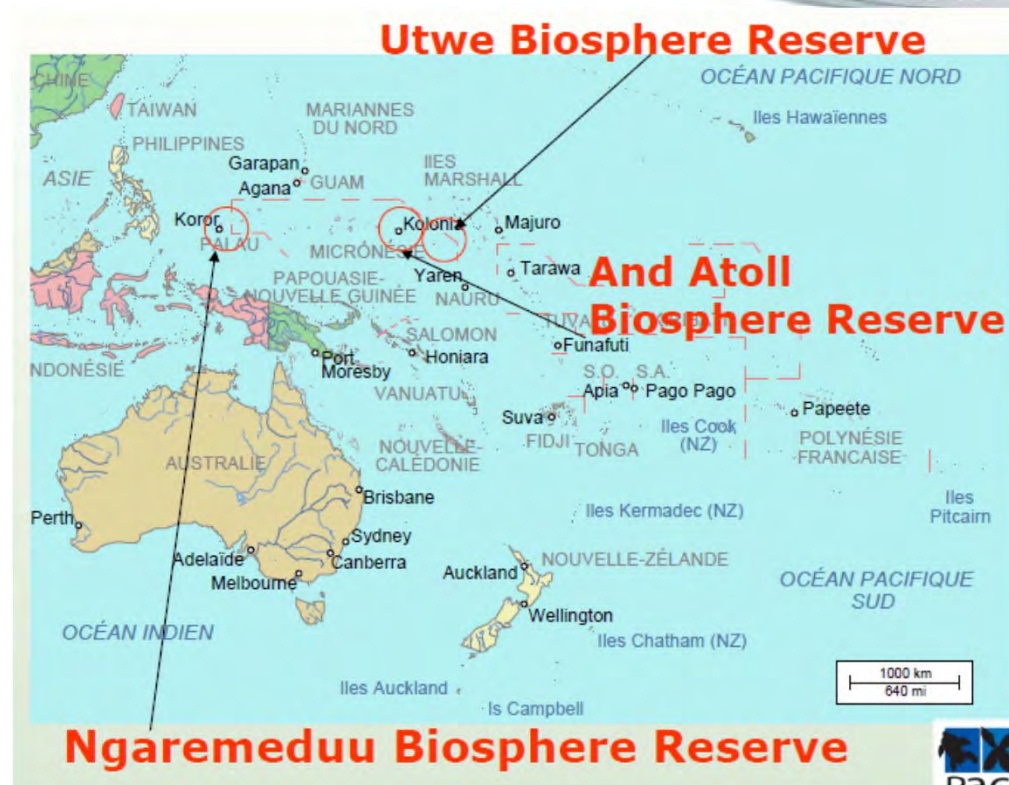 Utwe Biosphere Reserve
CHINE
OCÉAN PACIFIQUE NORD
TAIWAN
MARIANNES
DU NORD
Iles Hawaïennes
PHILIPPINES
Garapan
IIES
MARSHALL
ASIE
Agana
GUAM
Koror
Kolonia
Majuro
PALAU
MICRONÉSIE
Yaren
Tarawa
And Atoll
Biosphere Reserve
PAPOUASIE-
NOUVELLE GUINÉE
NAURU
SALOMON
Funafuti
NDONÉSIE
Port
Moresby
Honiara
S.O.
S.A.
VANUATU
Apia
Pago Pago
Suva
Iles Cook
(NZ)
Papeete
FIDJI
TONGA
NOUVELLE-
CALÉDONIE
POLYNÉSIE
FRANCAISE
AUSTRALIE
Brisbane
Iles
Pitcairn
Perth
Iles Kermadec (NZ)
Sydney
Adelaïde
Canberra
Melbourne
Auckland
NOUVELLE-ZÉLANDE
OCÉAN PACIFIQUE
SUD
Wellington
OCÉAN INDIEN
Iles Chatham (NZ)
1000 km
640 mi
Iles Auckland
Is Campbell
Ngaremeduu Biosphere Reserve